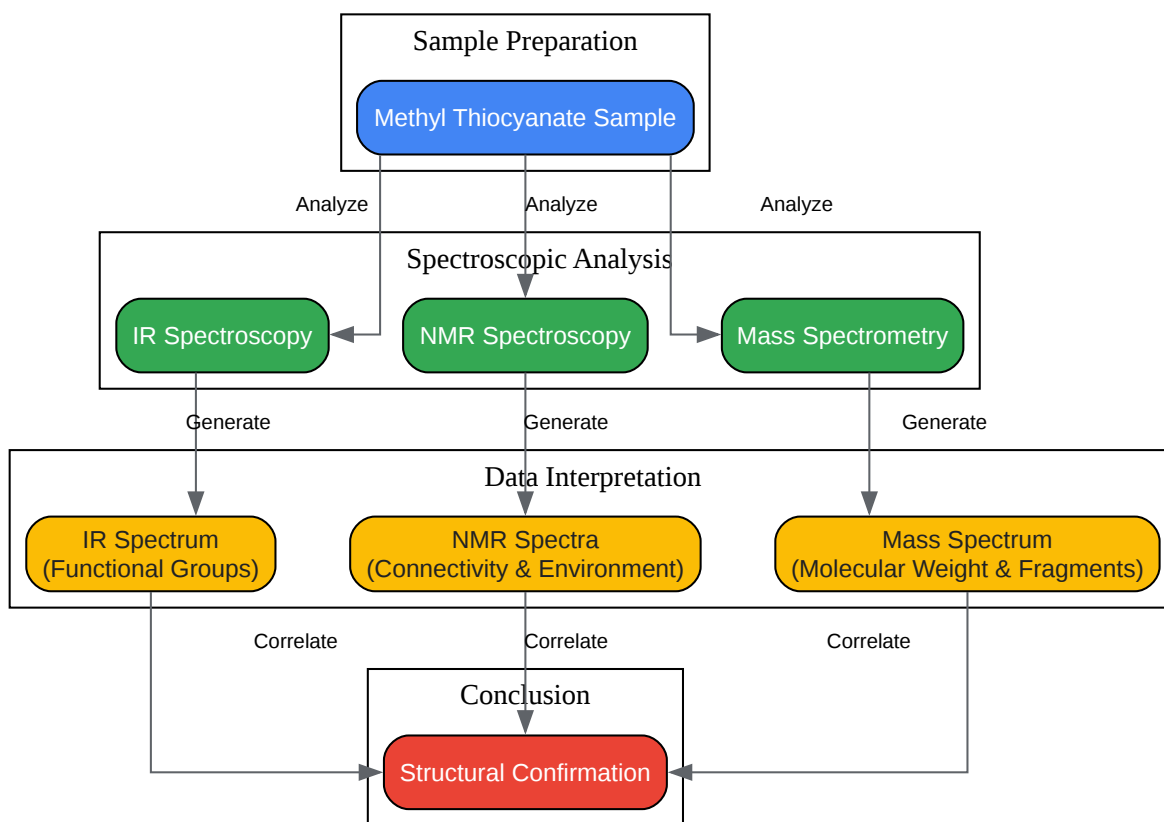 Sample Preparation
Methyl Thiocyanate Sample
Analyze
Analyze
Analyze
Spectroscopic Analysis
IR Spectroscopy
NMR Spectroscopy
Mass Spectrometry
Generate
Generate
Generate
Data Interpretation
IR Spectrum
(Functional Groups)
NMR Spectra
(Connectivity & Environment)
Mass Spectrum
(Molecular Weight & Fragments)
Correlate
Correlate
Correlate
Conclusion
Structural Confirmation